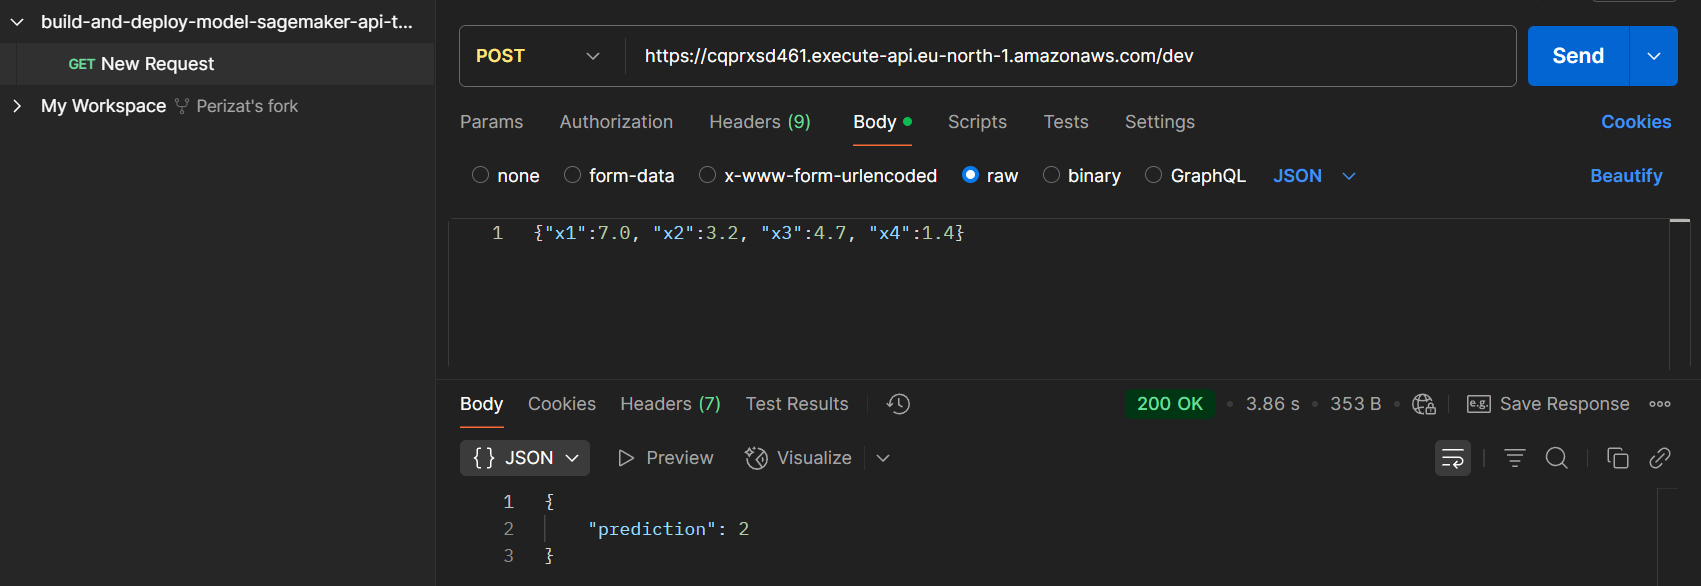 build-and-deploy-model-sagemaker-api-t...
GET New Request
My Workspace Perizat's fork
POST https://cqprxsd461.execute-api.eu-north-1.amazonaws.com/dev Send
Params Authorization Headers (9) Body Scripts Tests Settings Cookies
none form-data x-www-form-urlencoded raw binary GraphQL JSON Beautify
1 {"x1":7.0, "x2":3.2, "x3":4.7, "x4":1.4}
Body Cookies Headers (7) Test Results 200 OK • 3.86 s • 353 B • e.g. Save Response
{} JSON Preview Visualize
1 {
2 "prediction": 2
3 }